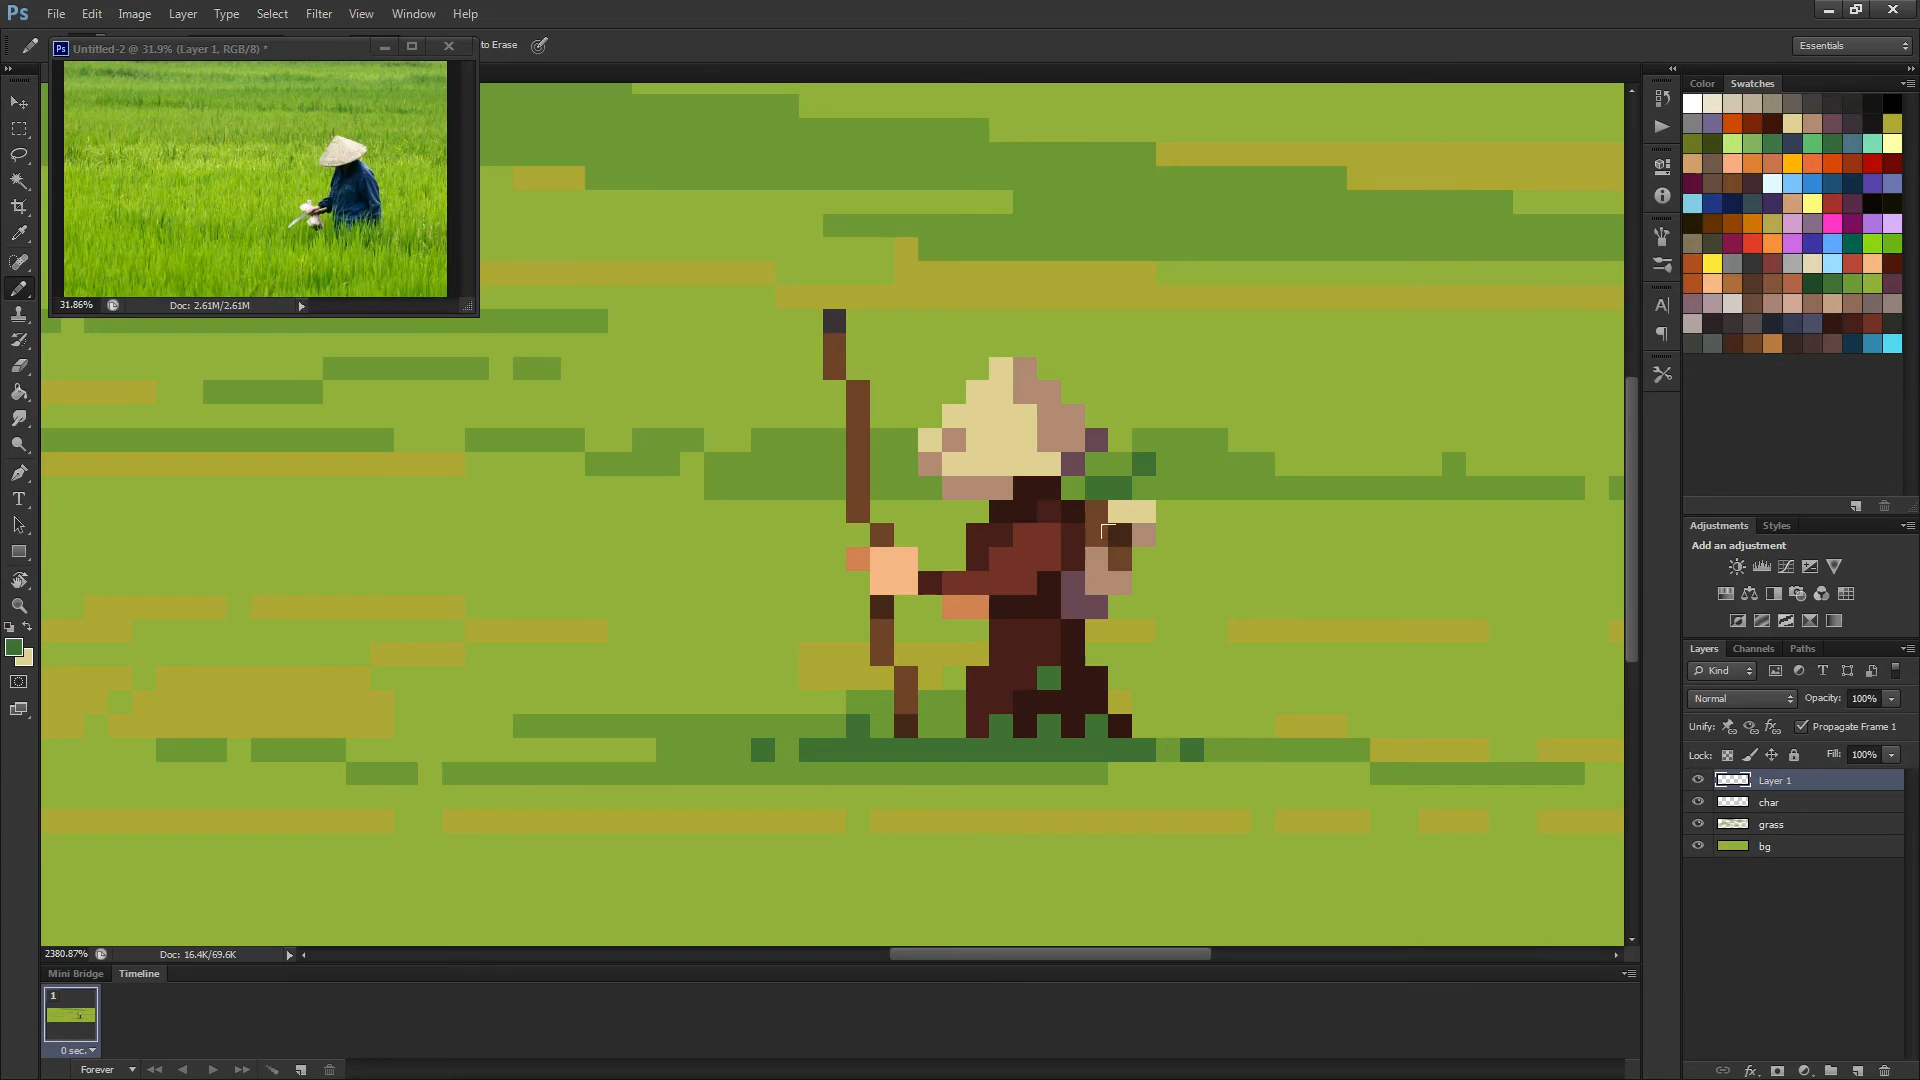 Ps File Edit Image Layer Type Select Filter View Window Help
to Erase
Essentials
Ps Untitled-2 @ 31.9% (Layer 1, RGB/8) *
31.86% Doc: 2.61M/2.61M
Color Swatches
Adjustments Styles
Add an adjustment
Layers Channels Paths
Kind
Normal Opacity: 100%
Unify: Propagate Frame 1
Lock: Fill: 100%
Layer 1
char
grass
bg
T
A
2380.87% Doc: 16.4K/69.6K
Mini Bridge Timeline
1
0 sec.
Forever